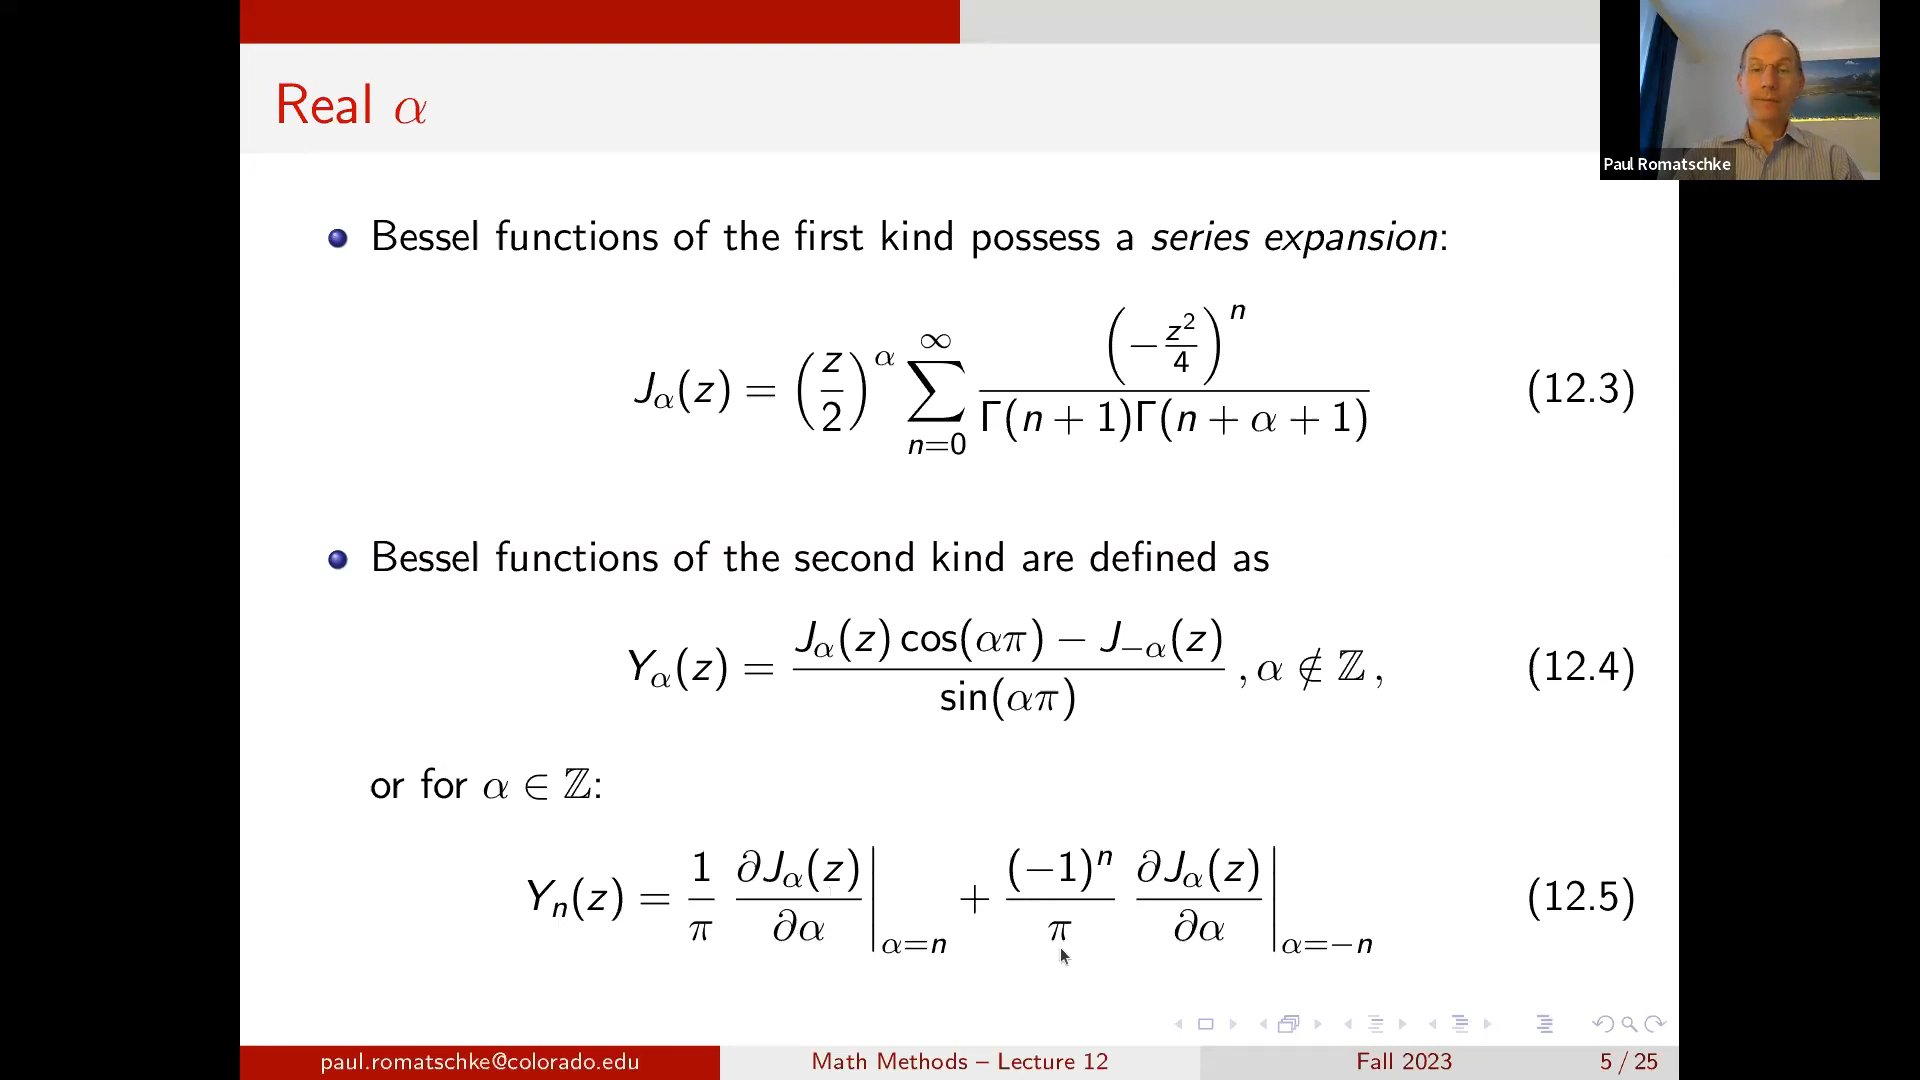 Real α
Paul Romatschke
Bessel functions of the first kind possess a series expansion:
J_α(z) = (z/2)^α ∑_{n=0}^{∞} (−z²/4)^n / Γ(n + 1)Γ(n + α + 1) (12.3)
Bessel functions of the second kind are defined as
Y_α(z) = J_α(z) cos(απ) − J_{−α}(z) / sin(απ) , α ∉ ℤ , (12.4)
or for α ∈ ℤ:
Y_n(z) = 1/π ∂J_α(z)/∂α |_{α=n} + (−1)^n/π ∂J_α(z)/∂α |_{α=−n} (12.5)
paul.romatschke@colorado.edu Math Methods – Lecture 12 Fall 2023 5 / 25